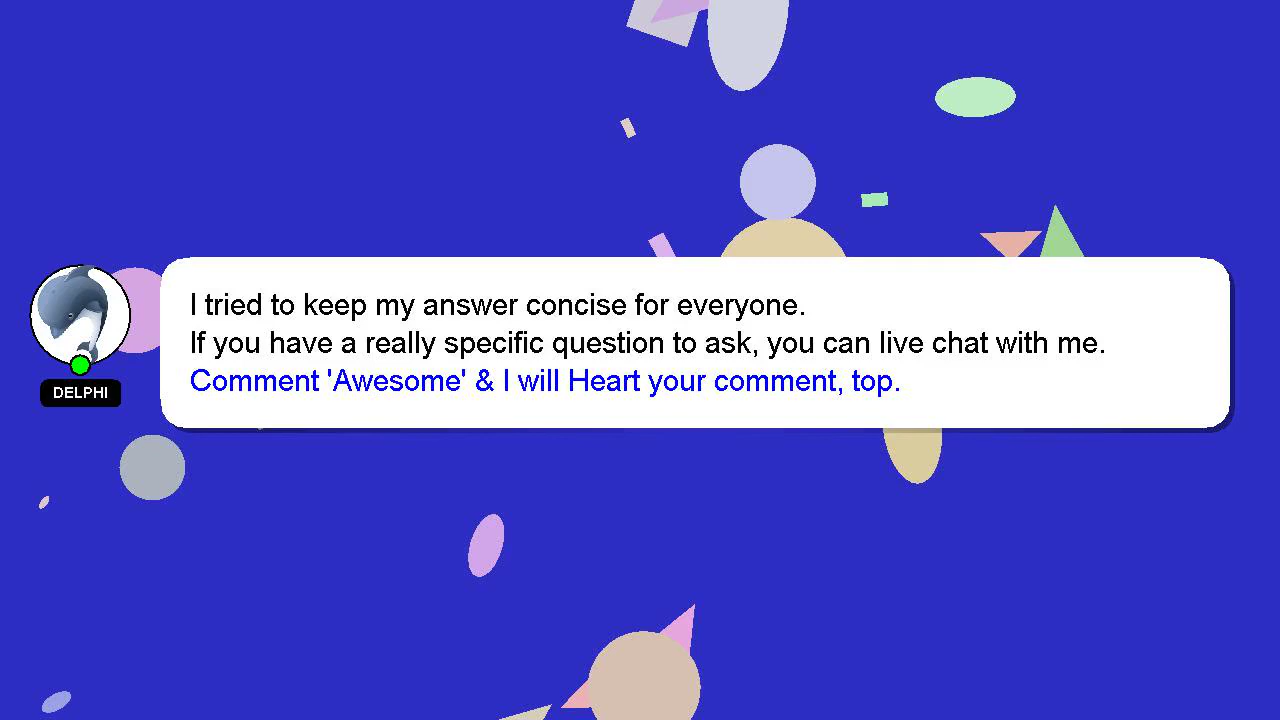 I tried to keep my answer concise for everyone.
If you have a really specific question to ask, you can live chat with me.
Comment 'Awesome' & I will Heart your comment, top.
DELPHI